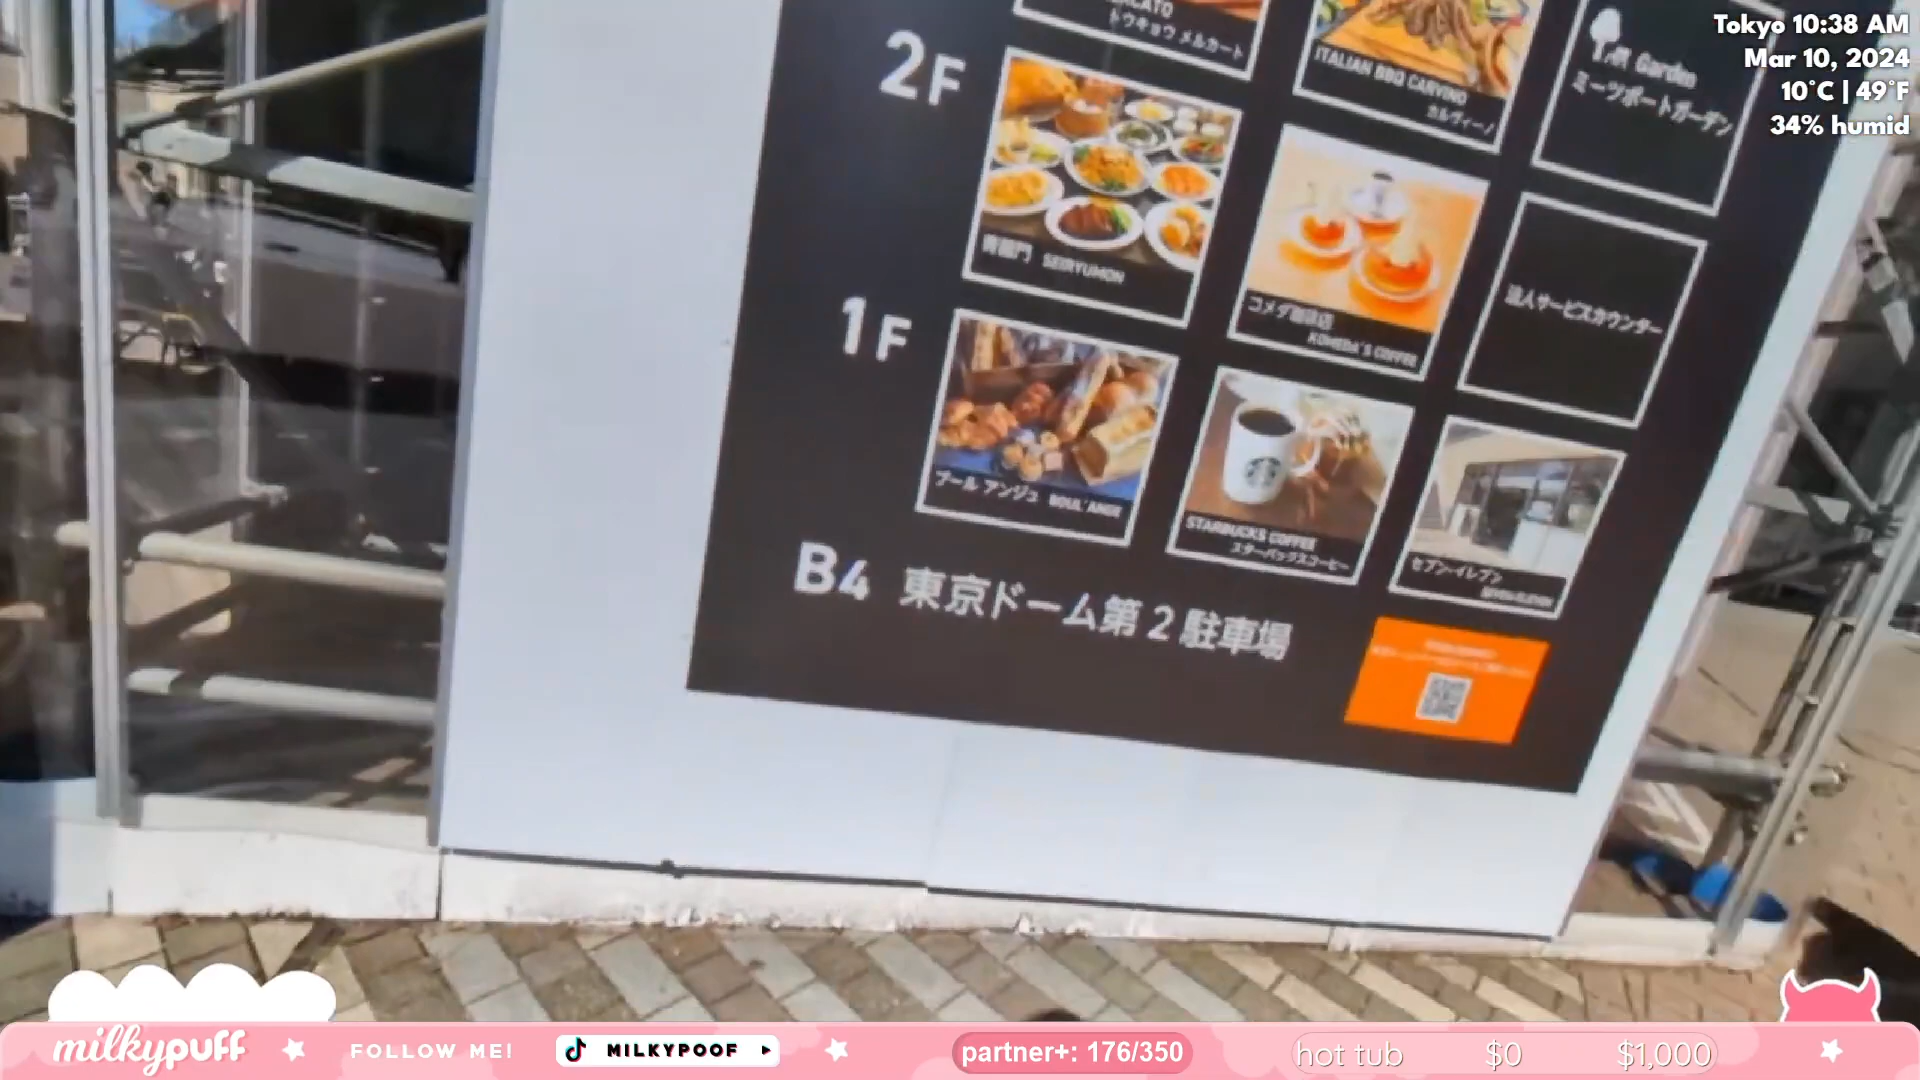 Tokyo 10:38 AM
Mar 10, 2024
10°C | 49°F
34% humid
トウキョウ メルカート
ITALIAN BBQ CARVINO
カルヴィーノ
Garden
ミーツポートガーデン
2F
青龍門 SEIRYUMON
コメダ珈琲店
KOMEDA'S COFFEE
法人サービスカウンター
1F
ブール アンジュ BOUL'ANGE
STARBUCKS COFFEE
スターバックスコーヒー
セブン-イレブン
SEVEN-ELEVEN
B4 東京ドーム第2駐車場
milkypuff
FOLLOW ME!
MILKYPOOF
partner+: 176/350
hot tub $0 $1,000